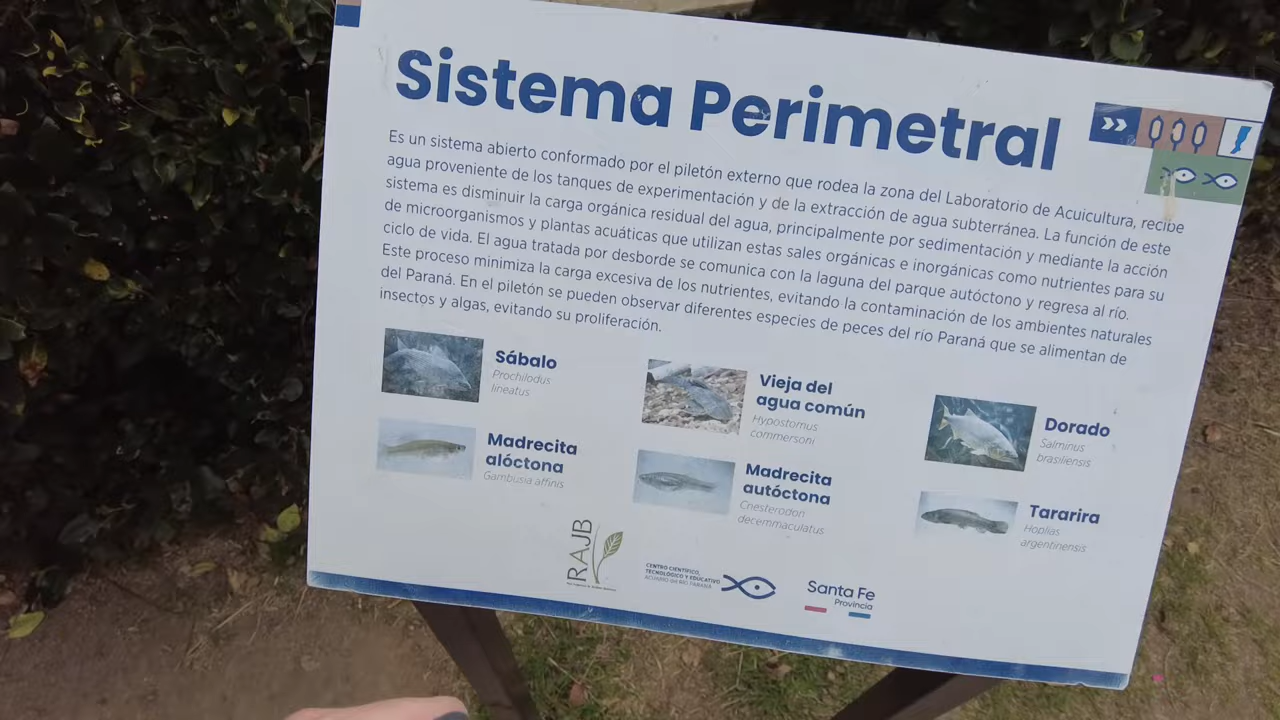 Sistema Perimetral
Es un sistema abierto conformado por el piletón externo que rodea la zona del Laboratorio de Acuicultura, recibe
agua proveniente de los tanques de experimentación y de la extracción de agua subterránea. La función de este
sistema es disminuir la carga orgánica residual del agua, principalmente por sedimentación y mediante la acción
de microorganismos y plantas acuáticas que utilizan estas sales orgánicas e inorgánicas como nutrientes para su
ciclo de vida. El agua tratada por desborde se comunica con la laguna del parque autóctono y regresa al río.
Este proceso minimiza la carga excesiva de los nutrientes, evitando la contaminación de los ambientes naturales
del Paraná. En el piletón se pueden observar diferentes especies de peces del río Paraná que se alimentan de
insectos y algas, evitando su proliferación.
Sábalo
Prochilodus
lineatus
Vieja del
agua común
Hypostomus
commersoni
Dorado
Salminus
brasiliensis
Madrecita
alóctona
Gambusia affinis
Madrecita
autóctona
Cnesterodon
decemmaculatus
Tararira
Hoplias
argentinensis
RAJB
CENTRO CIENTÍFICO,
TECNOLÓGICO Y EDUCATIVO
ACUARIO DEL RÍO PARANÁ
Santa Fe
Provincia